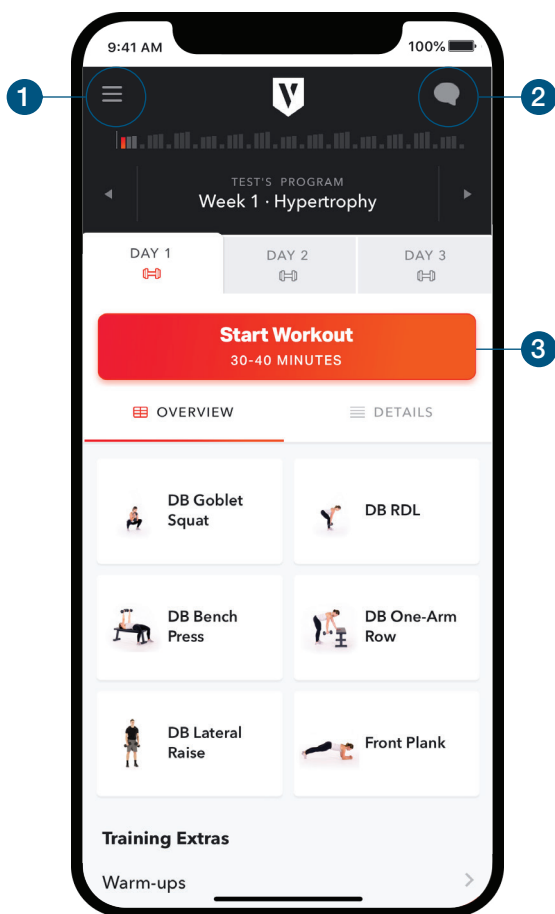 9:41 AM 100%
1
2
V
TEST'S PROGRAM
Week 1 · Hypertrophy
DAY 1 DAY 2 DAY 3
Start Workout
30-40 MINUTES
3
OVERVIEW DETAILS
DB Goblet
Squat
DB RDL
DB Bench
Press
DB One-Arm
Row
DB Lateral
Raise
Front Plank
Training Extras
Warm-ups